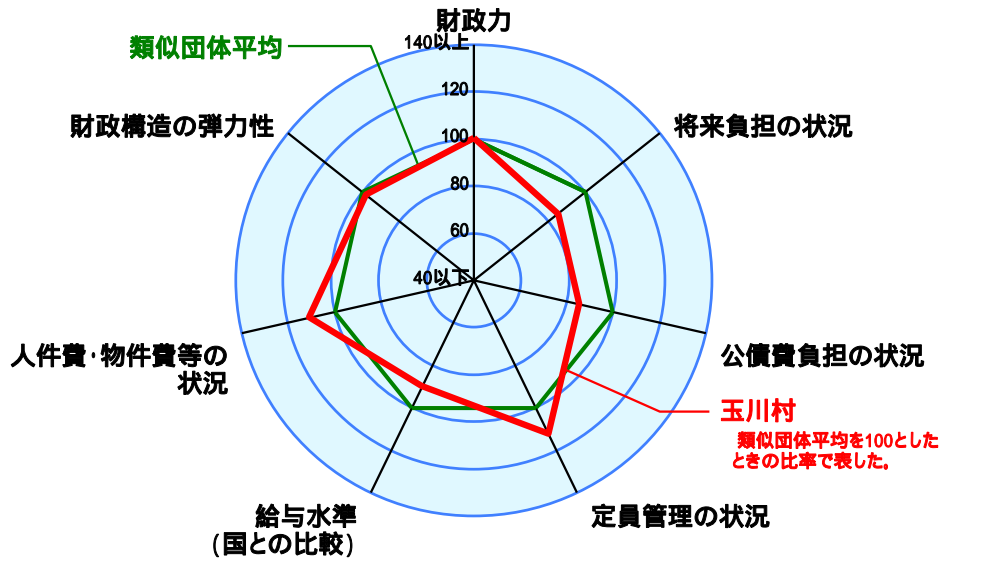 財政力
140以上
類似団体平均
120
財政構造の弾力性
将来負担の状況
100
80
60
40以下
人件費・物件費等の
状況
公債費負担の状況
玉川村
類似団体平均を100とした
ときの比率で表した。
給与水準
(国との比較)
定員管理の状況